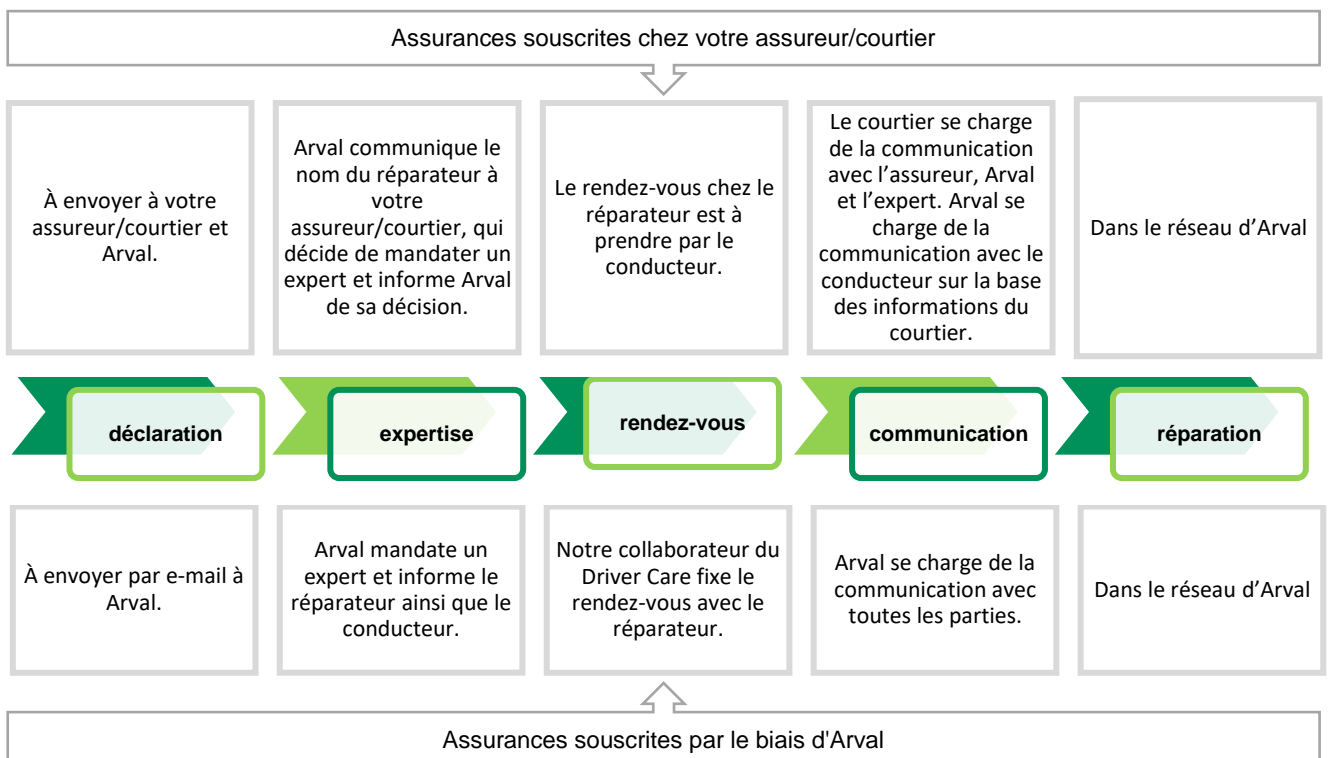 Assurances souscrites chez votre assureur/courtier
À envoyer à votre
assureur/courtier et
Arval.
Arval communique le
nom du réparateur à
votre
assureur/courtier, qui
décide de mandater un
expert et informe Arval
de sa décision.
Le rendez-vous chez le
réparateur est à
prendre par le
conducteur.
Le courtier se charge
de la communication
avec l’assureur, Arval
et l’expert. Arval se
charge de la
communication avec le
conducteur sur la base
des informations du
courtier.
Dans le réseau d’Arval
déclaration
expertise
rendez-vous
communication
réparation
À envoyer par e-mail à
Arval.
Arval mandate un
expert et informe le
réparateur ainsi que le
conducteur.
Notre collaborateur du
Driver Care fixe le
rendez-vous avec le
réparateur.
Arval se charge de la
communication avec
toutes les parties.
Dans le réseau d’Arval
Assurances souscrites par le biais d'Arval